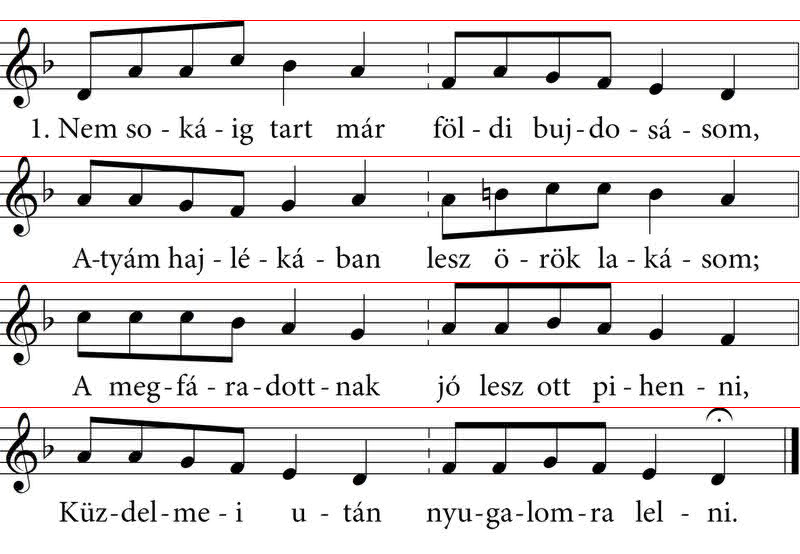 1. Nem so - ká - ig tart már föl - di buj - do - sá - som,
A-tyám haj - lé - ká - ban lesz ö - rök la - ká - som;
A meg - fá - ra - dott - nak jó lesz ott pi - hen - ni,
Küz-del-me - i u - tán nyu-ga-lom-ra lel - ni.